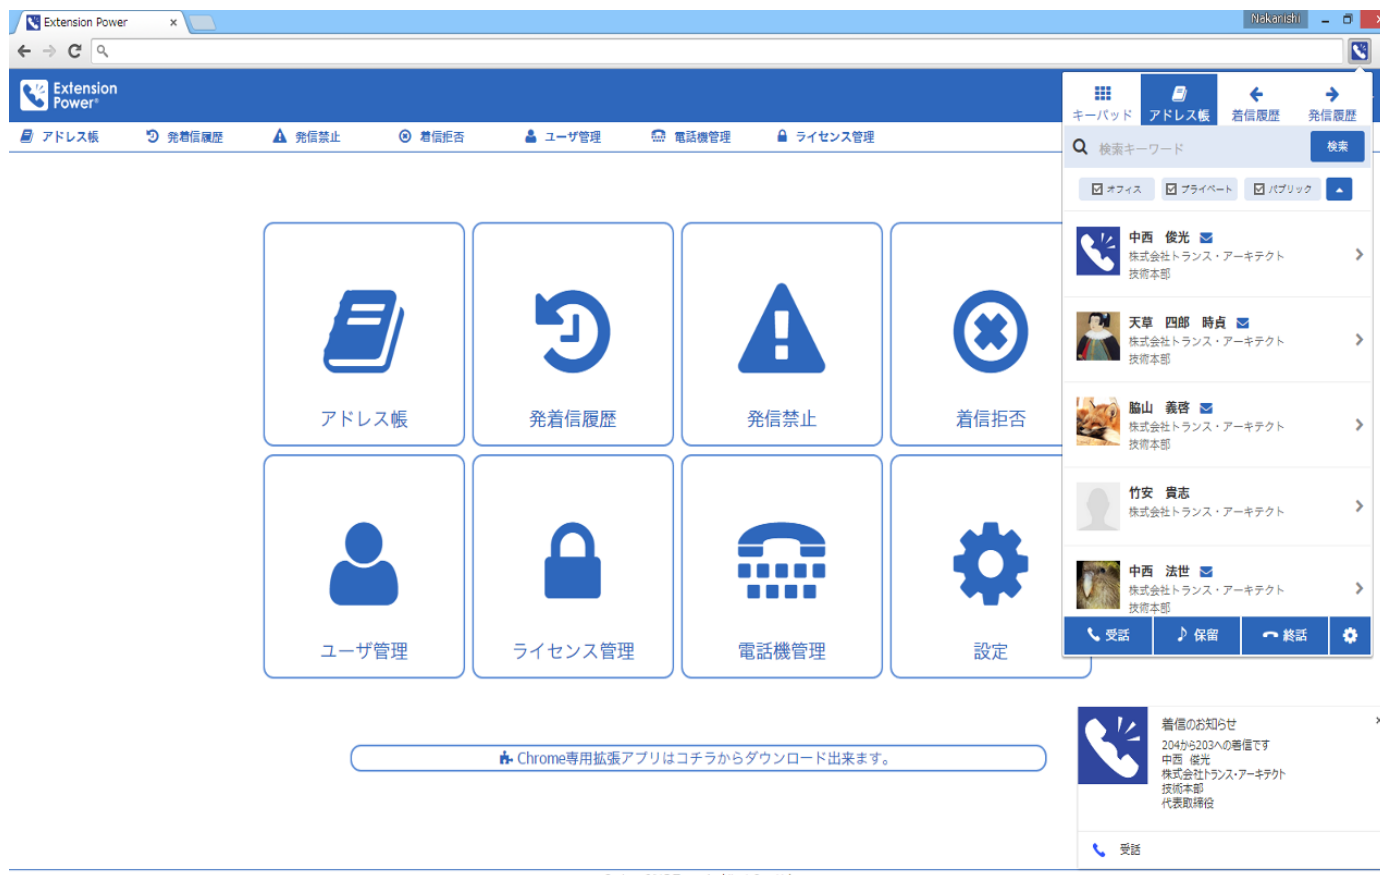 Extension Power
Nakanishi
Extension
Power®
アドレス帳
発着信履歴
発信禁止
着信拒否
ユーザ管理
電話機管理
ライセンス管理
キーパッド
アドレス帳
着信履歴
発信履歴
検索キーワード
検索
オフィス
プライベート
パブリック
中西 俊光
株式会社トランス・アーキテクト
技術本部
天草 四郎 時貞
株式会社トランス・アーキテクト
技術本部
脇山 義啓
株式会社トランス・アーキテクト
技術本部
竹安 貴志
株式会社トランス・アーキテクト
中西 法世
株式会社トランス・アーキテクト
技術本部
受話
保留
終話
アドレス帳
発着信履歴
発信禁止
着信拒否
ユーザ管理
ライセンス管理
電話機管理
設定
Chrome専用拡張アプリはコチラからダウンロード出来ます。
着信のお知らせ
204から203への着信です
中西 俊光
株式会社トランス・アーキテクト
技術本部
代表取締役
受話